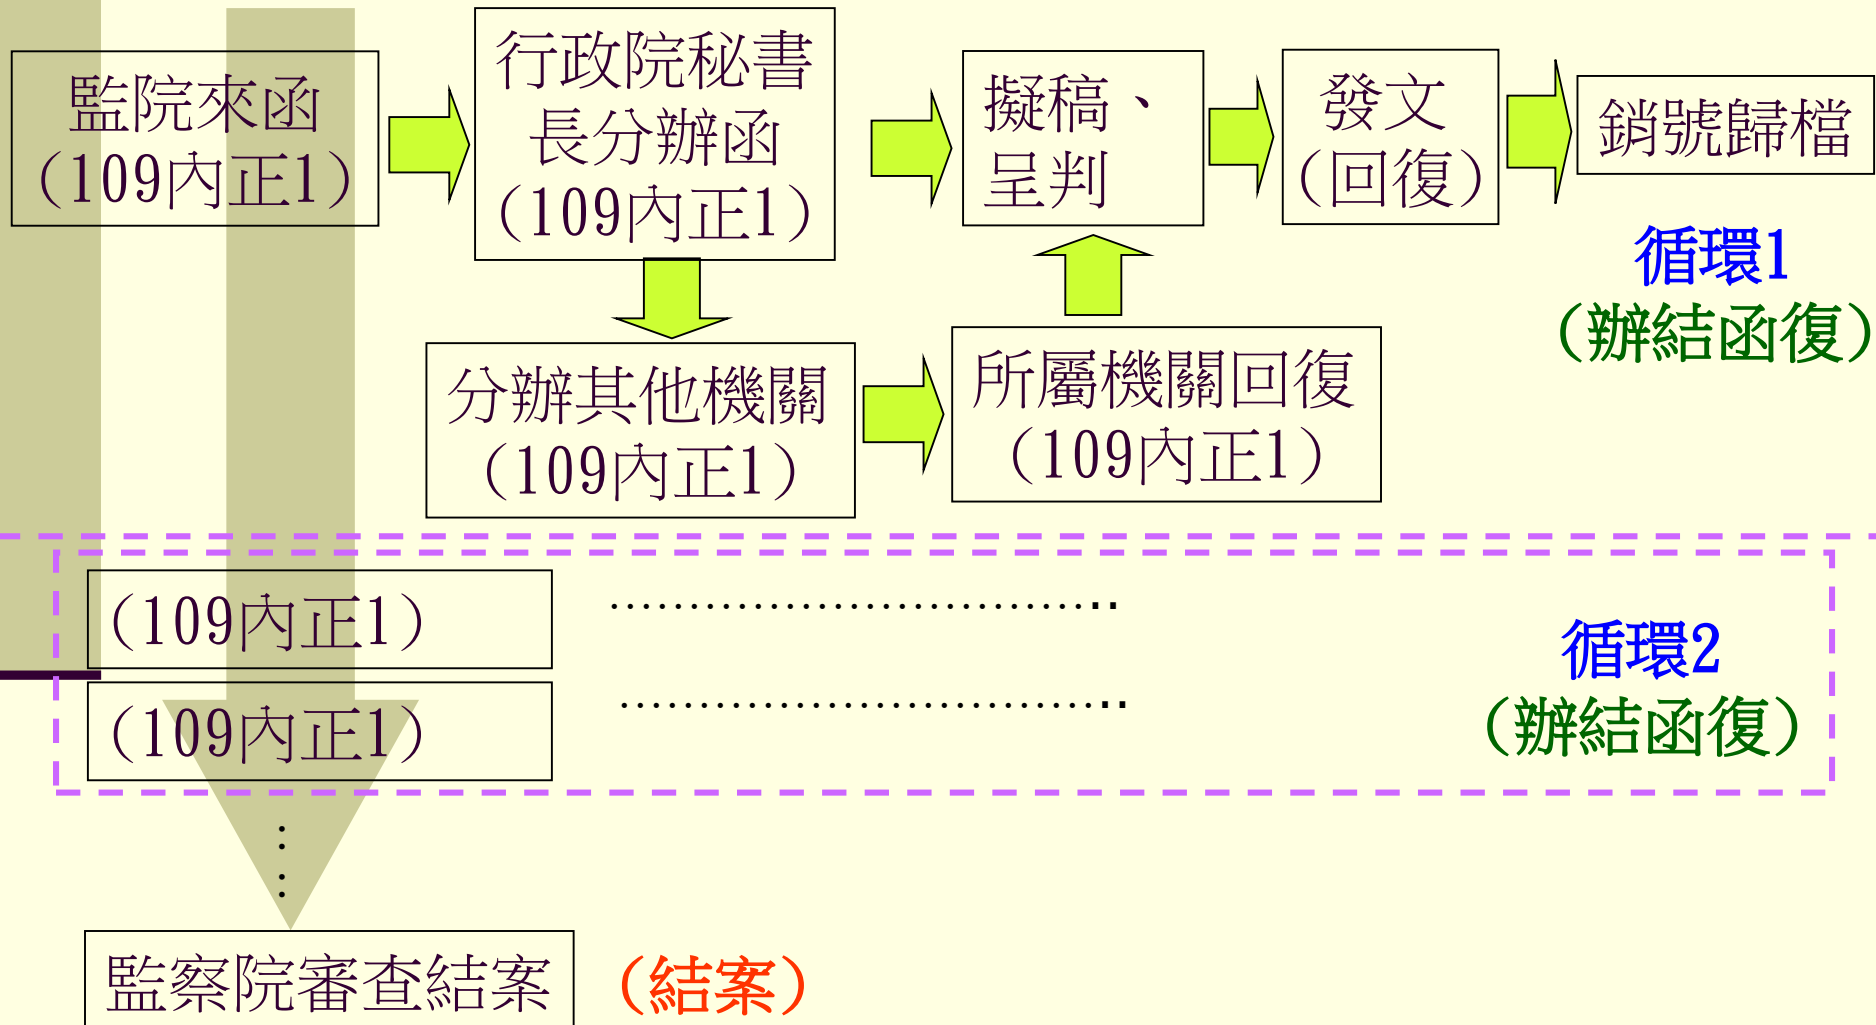 監院來函
(109內正1)
行政院秘書
長分辦函
(109內正1)
擬稿、
呈判
發文
(回復)
銷號歸檔
循環1
(辦結函復)
分辦其他機關
(109內正1)
所屬機關回復
(109內正1)
(109內正1)
…………………………..
(109內正1)
…………………………..
循環2
(辦結函復)
：
：
監察院審查結案
(結案)